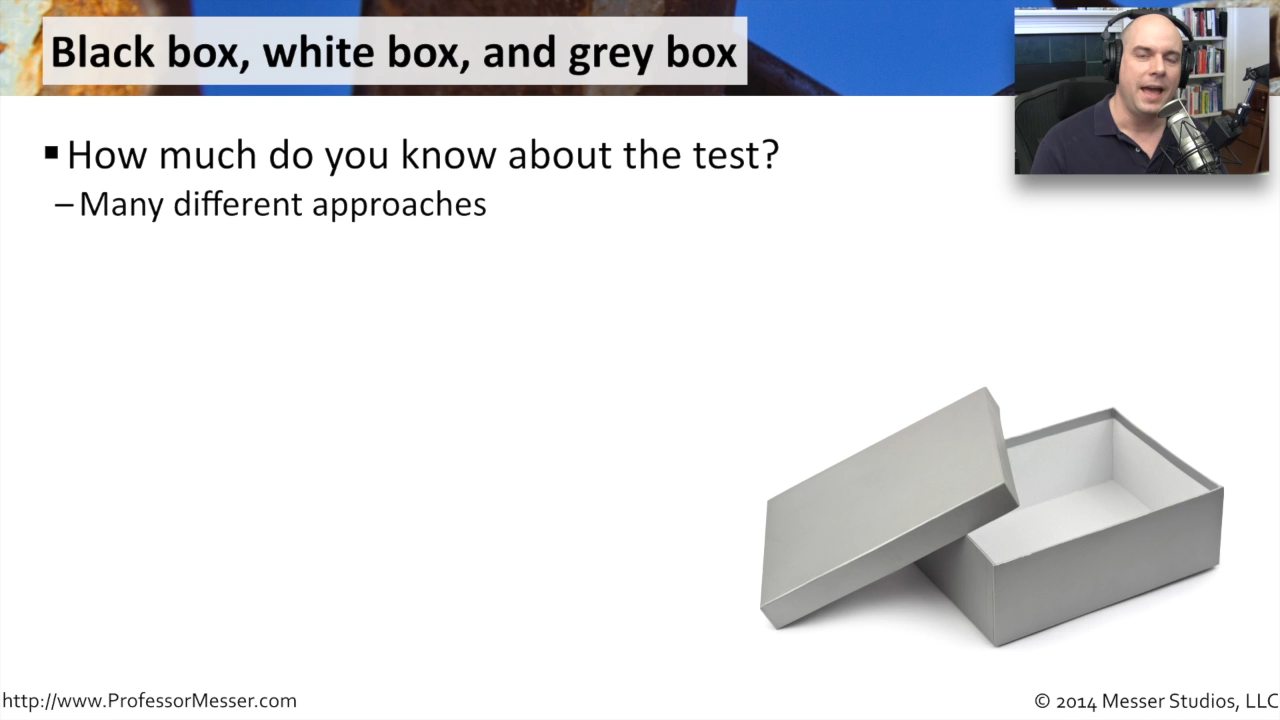 Black box, white box, and grey box
▪ How much do you know about the test?
– Many different approaches
http://www.ProfessorMesser.com
© 2014 Messer Studios, LLC